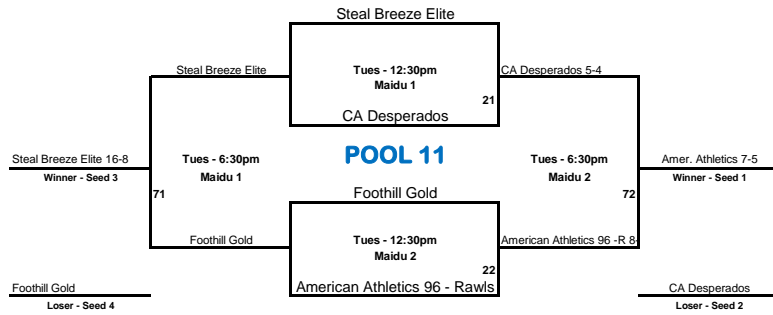 Steal Breeze Elite
Steal Breeze Elite
Tues - 12:30pm
CA Desperados 5-4
Maidu 1
21
CA Desperados
Steal Breeze Elite 16-8
Tues - 6:30pm
POOL 11
Tues - 6:30pm
Amer. Athletics 7-5
Winner - Seed 3
Maidu 1
Maidu 2
Winner - Seed 1
71
Foothill Gold
72
Foothill Gold
Tues - 12:30pm
American Athletics 96 -R 8-
Maidu 2
22
Foothill Gold
American Athletics 96 - Rawls
CA Desperados
Loser - Seed 4
Loser - Seed 2